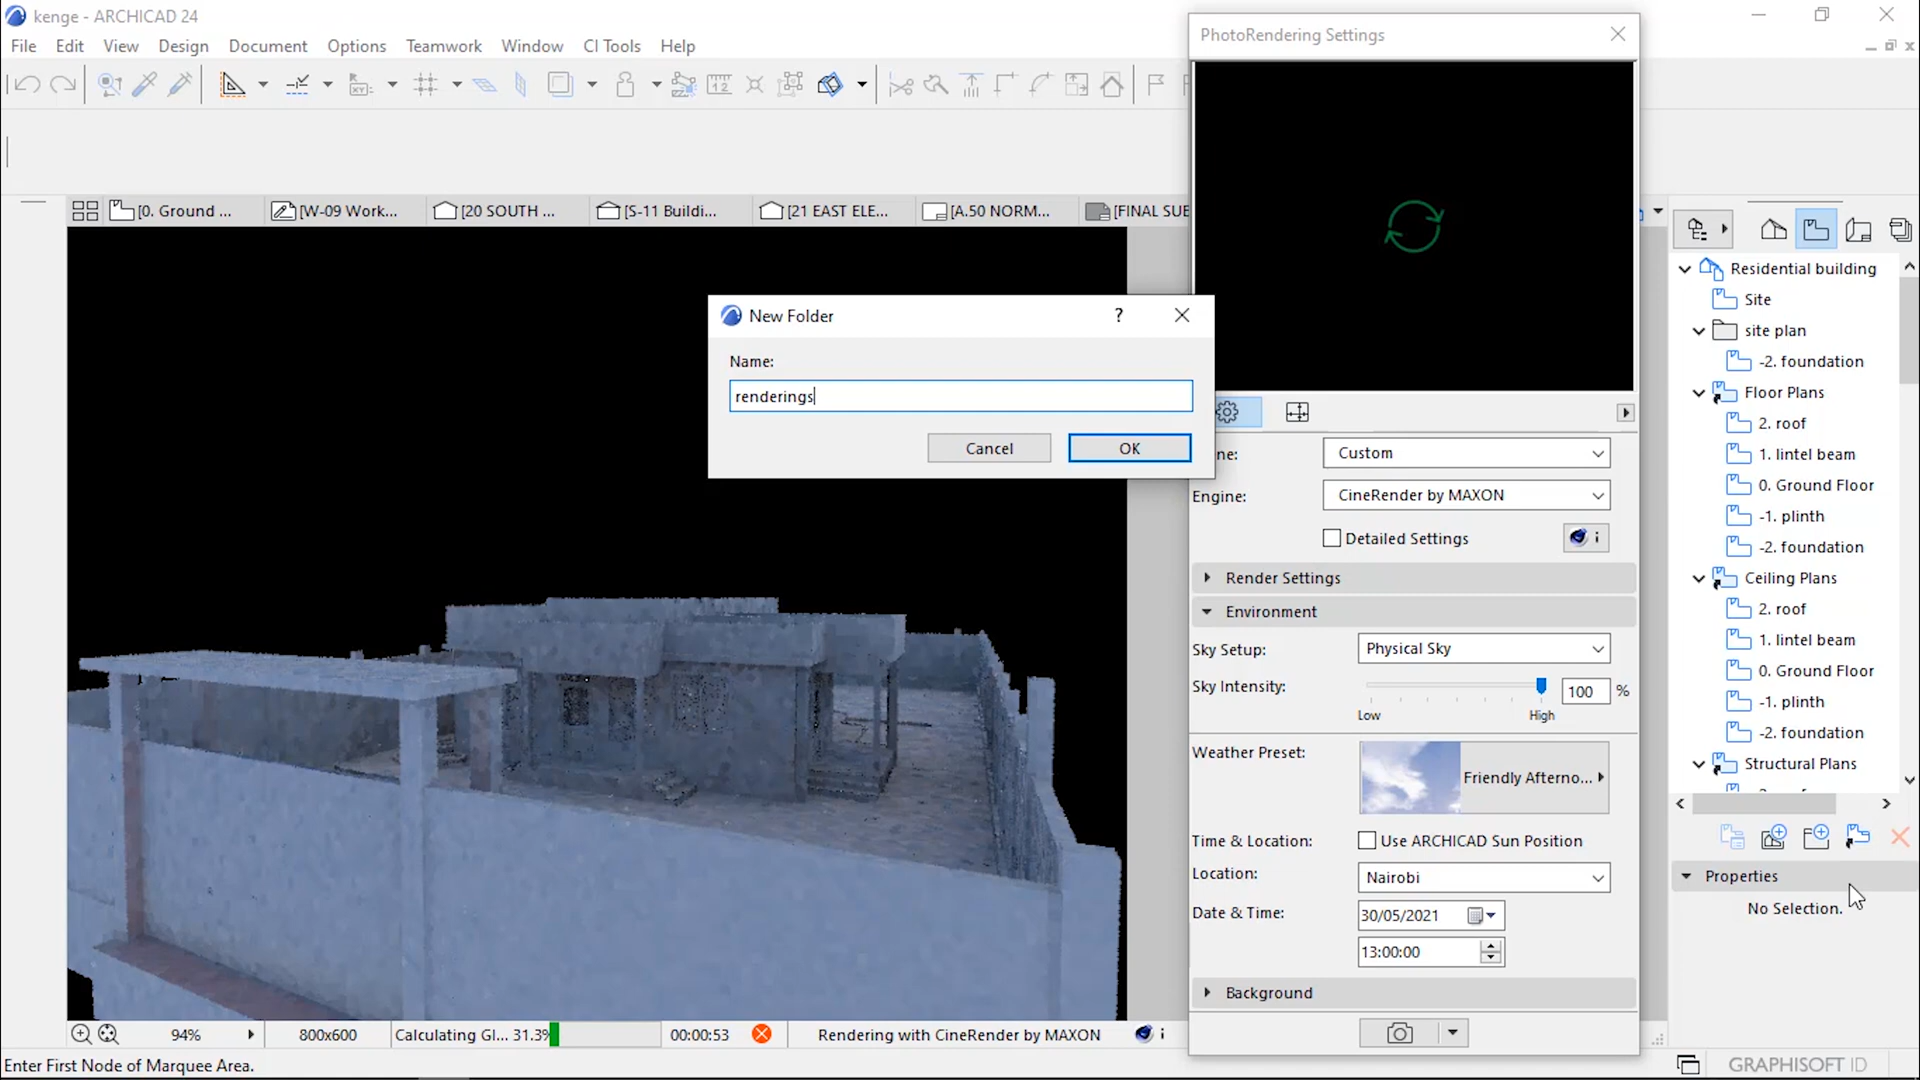 kenge - ARCHICAD 24
File Edit View Design Document Options Teamwork Window CI Tools Help
PhotoRendering Settings
[0. Ground ...
[W-09 Work...
[20 SOUTH ...
[S-11 Buildi...
[21 EAST ELE...
[A.50 NORM...
[FINAL SUB
New Folder
?
Name:
renderings
Cancel
OK
ne:
Custom
Engine:
CineRender by MAXON
Detailed Settings
i
Render Settings
Environment
Sky Setup:
Physical Sky
Sky Intensity:
100 %
Low
High
Weather Preset:
Friendly Afterno...
Time & Location:
Use ARCHICAD Sun Position
Location:
Nairobi
Date & Time:
30/05/2021
13:00:00
Background
Residential building
Site
site plan
-2. foundation
Floor Plans
2. roof
1. lintel beam
0. Ground Floor
-1. plinth
-2. foundation
Ceiling Plans
2. roof
1. lintel beam
0. Ground Floor
-1. plinth
-2. foundation
Structural Plans
Properties
No Selection.
94%
800x600
Calculating GI... 31.3%
00:00:53
Rendering with CineRender by MAXON
i
Enter First Node of Marquee Area.
GRAPHISOFT ID